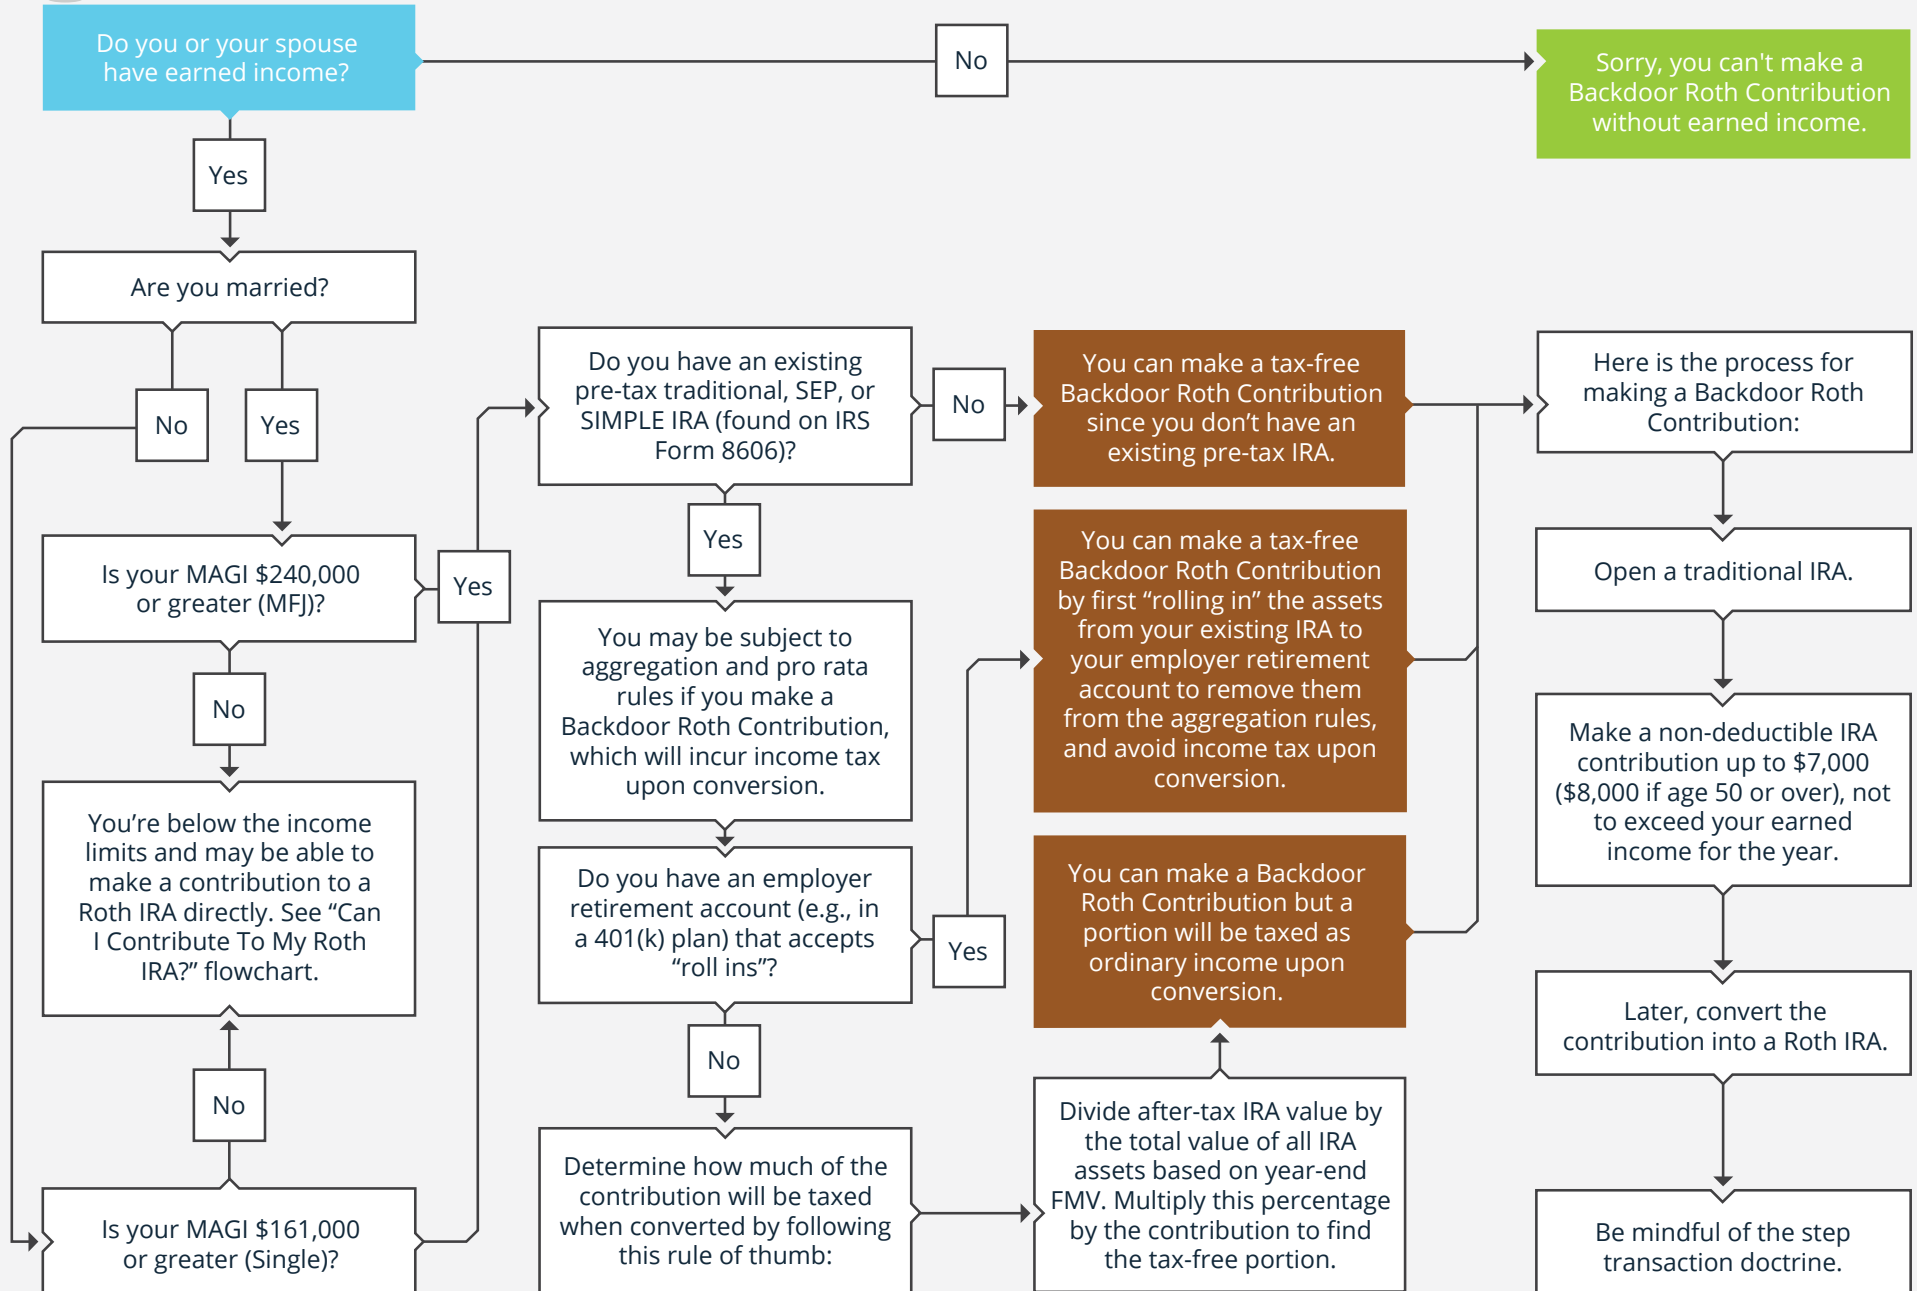 Do you or your spouse
have earned income?
No
Sorry, you can't make a
Backdoor Roth Contribution
without earned income.
Yes
Are you married?
No
Yes
Is your MAGI $240,000
or greater (MFJ)?
Yes
No
You’re below the income
limits and may be able to
make a contribution to a
Roth IRA directly. See “Can
I Contribute To My Roth
IRA?” flowchart.
No
Is your MAGI $161,000
or greater (Single)?
Do you have an existing
pre-tax traditional, SEP, or
SIMPLE IRA (found on IRS
Form 8606)?
No
Yes
You may be subject to
aggregation and pro rata
rules if you make a
Backdoor Roth Contribution,
which will incur income tax
upon conversion.
Do you have an employer
retirement account (e.g., in
a 401(k) plan) that accepts
“roll ins”?
Yes
No
Determine how much of the
contribution will be taxed
when converted by following
this rule of thumb:
You can make a tax-free
Backdoor Roth Contribution
since you don’t have an
existing pre-tax IRA.
You can make a tax-free
Backdoor Roth Contribution
by first “rolling in” the assets
from your existing IRA to
your employer retirement
account to remove them
from the aggregation rules,
and avoid income tax upon
conversion.
You can make a Backdoor
Roth Contribution but a
portion will be taxed as
ordinary income upon
conversion.
Divide after-tax IRA value by
the total value of all IRA
assets based on year-end
FMV. Multiply this percentage
by the contribution to find
the tax-free portion.
Here is the process for
making a Backdoor Roth
Contribution:
Open a traditional IRA.
Make a non-deductible IRA
contribution up to $7,000
($8,000 if age 50 or over), not
to exceed your earned
income for the year.
Later, convert the
contribution into a Roth IRA.
Be mindful of the step
transaction doctrine.